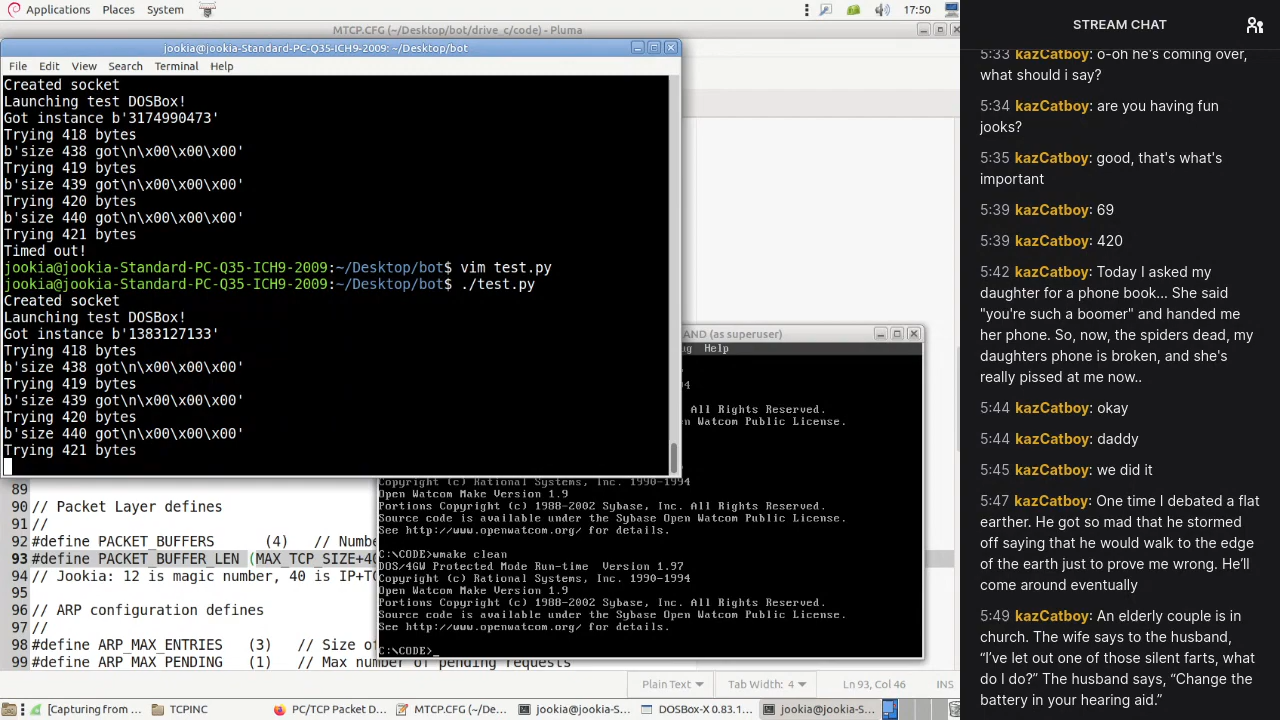 Applications Places System
17:50
MTCP.CFG (~/Desktop/bot/drive_c/code) - Pluma
jookia@jookia-Standard-PC-Q35-ICH9-2009: ~/Desktop/bot
File Edit View Search Terminal Help
Created socket
Launching test DOSBox!
Got instance b'3174990473'
Trying 418 bytes
b'size 438 got\n\x00\x00\x00'
Trying 419 bytes
b'size 439 got\n\x00\x00\x00'
Trying 420 bytes
b'size 440 got\n\x00\x00\x00'
Trying 421 bytes
Timed out!
jookia@jookia-Standard-PC-Q35-ICH9-2009:~/Desktop/bot$ vim test.py
jookia@jookia-Standard-PC-Q35-ICH9-2009:~/Desktop/bot$ ./test.py
Created socket
Launching test DOSBox!
Got instance b'1383127133'
Trying 418 bytes
b'size 438 got\n\x00\x00\x00'
Trying 419 bytes
b'size 439 got\n\x00\x00\x00'
Trying 420 bytes
b'size 440 got\n\x00\x00\x00'
Trying 421 bytes
AND (as superuser)
ug Help
4
All Rights Reserved.
n Watcom Public License.
Copyright (c) Rational Systems, Inc. 1990-1994
Open Watcom Make Version 1.9
Portions Copyright (c) 1988-2002 Sybase, Inc. All Rights Reserved.
Source code is available under the Sybase Open Watcom Public License.
See http://www.openwatcom.org/ for details.
C:\CODE>wmake clean
DOS/4GW Protected Mode Run-time Version 1.97
Copyright (c) Rational Systems, Inc. 1990-1994
Open Watcom Make Version 1.9
Portions Copyright (c) 1988-2002 Sybase, Inc. All Rights Reserved.
Source code is available under the Sybase Open Watcom Public License.
See http://www.openwatcom.org/ for details.
C:\CODE>_
89
90 // Packet Layer defines
91 //
92 #define PACKET_BUFFERS (4) // Numb
93 #define PACKET_BUFFER_LEN (MAX_TCP_SIZE+40
94 // Jookia: 12 is magic number, 40 is IP+TC
95
96 // ARP configuration defines
97 //
98 #define ARP_MAX_ENTRIES (3) // Size of
99 #define ARP_MAX_PENDING (1) // Max number of pending requests
Plain Text Tab Width: 4 Ln 93, Col 46 INS
[Capturing from ... TCPINC PC/TCP Packet D... MTCP.CFG (~/De... jookia@jookia-S... DOSBox-X 0.83.1... jookia@jookia-S...
STREAM CHAT
5:33 kazCatboy: o-oh he's coming over,
what should i say?
5:34 kazCatboy: are you having fun
jooks?
5:35 kazCatboy: good, that's what's
important
5:39 kazCatboy: 69
5:39 kazCatboy: 420
5:42 kazCatboy: Today I asked my
daughter for a phone book... She said
"you're such a boomer" and handed me
her phone. So, now, the spiders dead, my
daughters phone is broken, and she's
really pissed at me now..
5:44 kazCatboy: okay
5:44 kazCatboy: daddy
5:45 kazCatboy: we did it
5:47 kazCatboy: One time I debated a flat
earther. He got so mad that he stormed
off saying that he would walk to the edge
of the earth just to prove me wrong. He'll
come around eventually
5:49 kazCatboy: An elderly couple is in
church. The wife says to the husband,
“I've let out one of those silent farts, what
do I do?” The husband says, “Change the
battery in your hearing aid.”